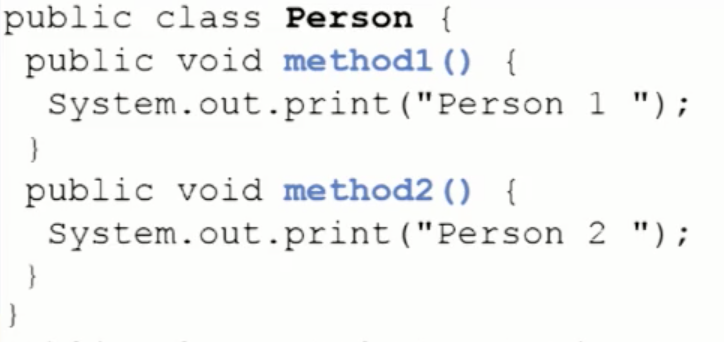 public class Person {
public void method1() {
System.out.print("Person 1 ");
}
public void method2() {
System.out.print("Person 2 ");
}
}